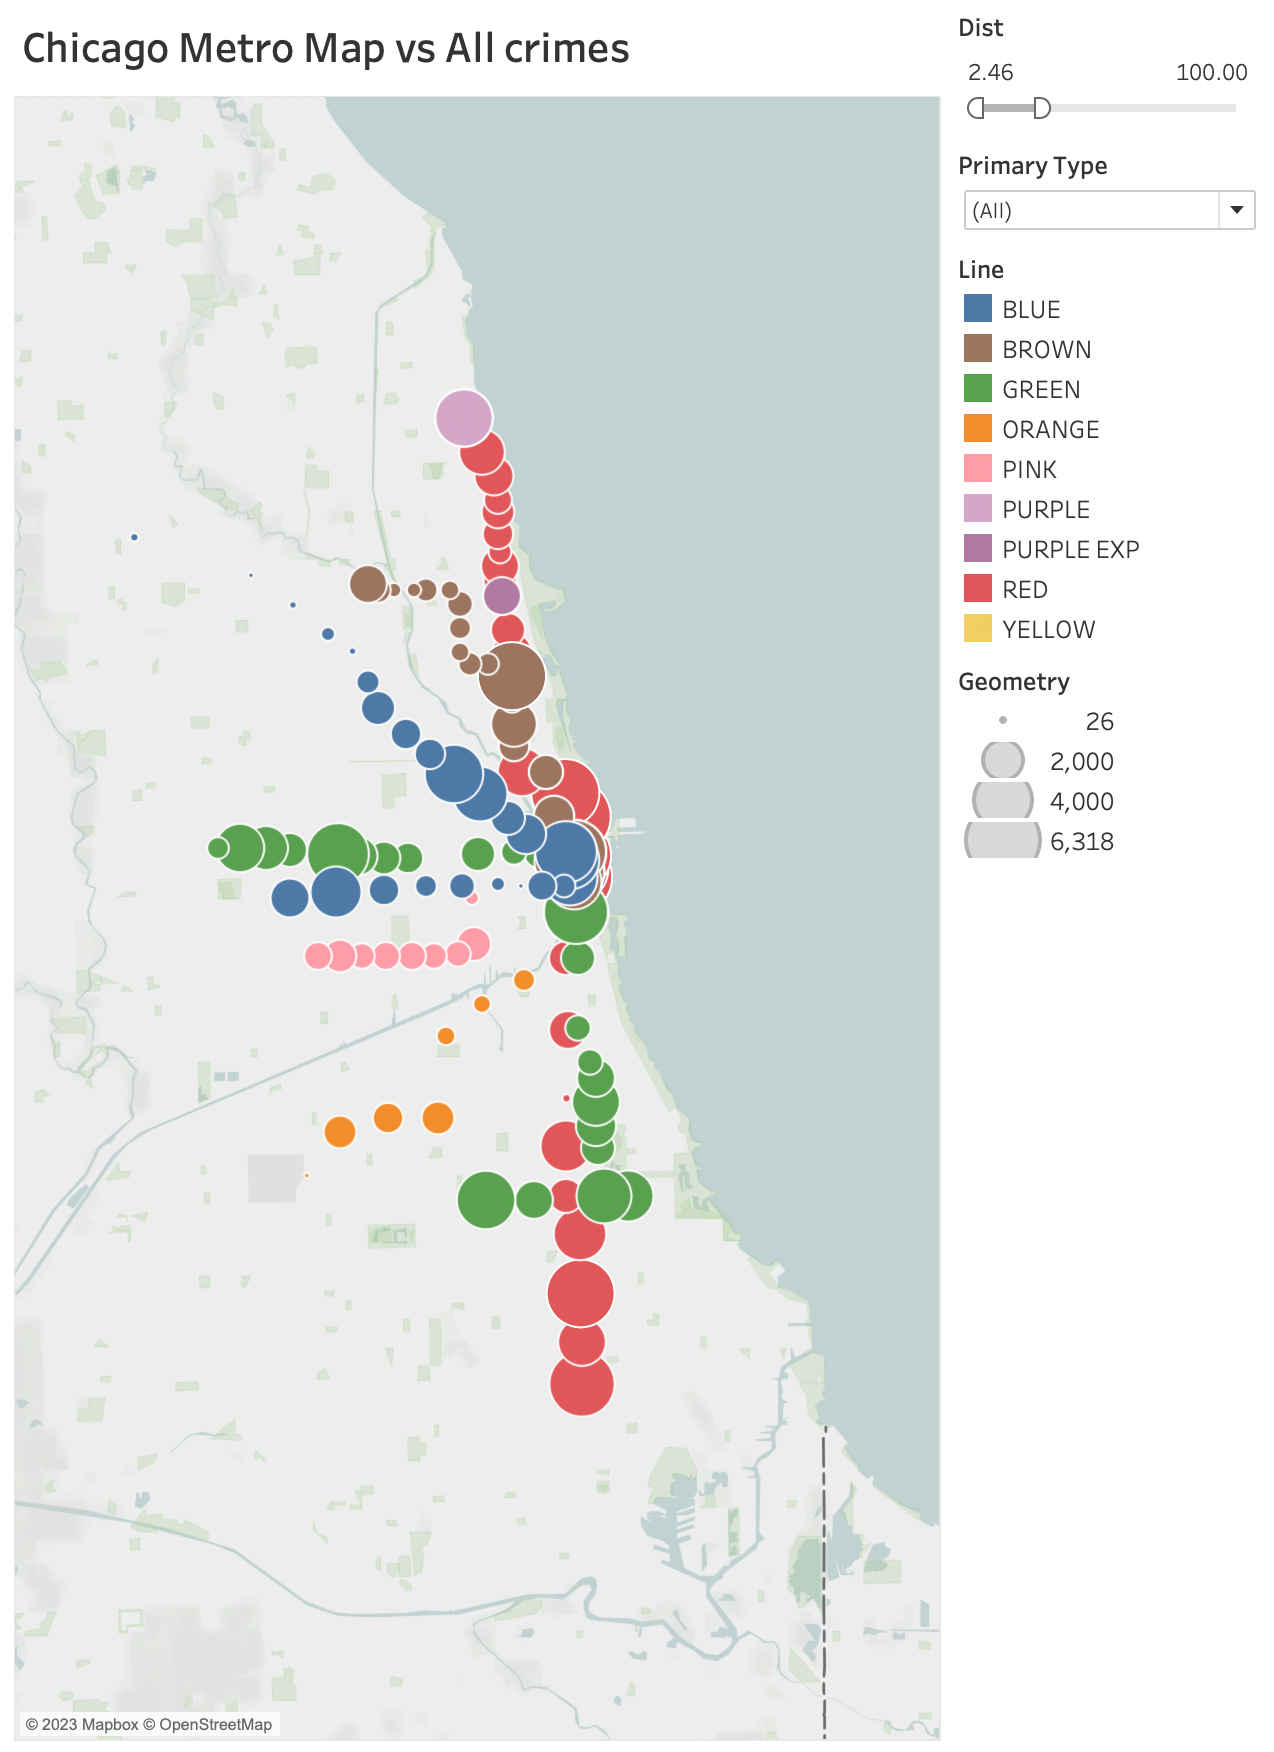 Chicago Metro Map vs All crimes
Dist
2.46 100.00
Primary Type
(All)
Line
BLUE
BROWN
GREEN
ORANGE
PINK
PURPLE
PURPLE EXP
RED
YELLOW
Geometry
26
2,000
4,000
6,318
© 2023 Mapbox © OpenStreetMap